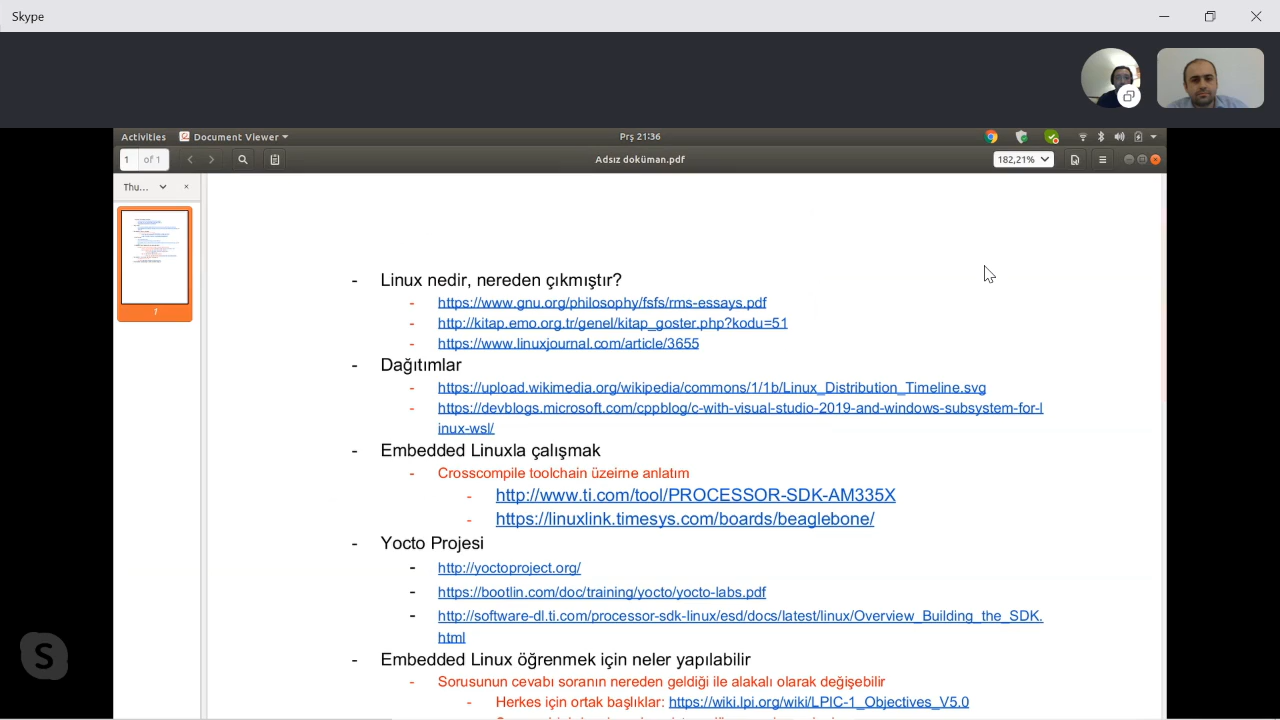 Skype
Activities Document Viewer Prş 21:36
1 of 1 Adsız doküman.pdf 182,21%
Thu...
1
- Linux nedir, nereden çıkmıştır?
- https://www.gnu.org/philosophy/fsfs/rms-essays.pdf
- http://kitap.emo.org.tr/genel/kitap_goster.php?kodu=51
- https://www.linuxjournal.com/article/3655
- Dağıtımlar
- https://upload.wikimedia.org/wikipedia/commons/1/1b/Linux_Distribution_Timeline.svg
- https://devblogs.microsoft.com/cppblog/c-with-visual-studio-2019-and-windows-subsystem-for-l
inux-wsl/
- Embedded Linuxla çalışmak
- Crosscompile toolchain üzeirne anlatım
- http://www.ti.com/tool/PROCESSOR-SDK-AM335X
- https://linuxlink.timesys.com/boards/beaglebone/
- Yocto Projesi
- http://yoctoproject.org/
- https://bootlin.com/doc/training/yocto/yocto-labs.pdf
- http://software-dl.ti.com/processor-sdk-linux/esd/docs/latest/linux/Overview_Building_the_SDK.
html
- Embedded Linux öğrenmek için neler yapılabilir
- Sorusunun cevabı soranın nereden geldiği ile alakalı olarak değişebilir
- Herkes için ortak başlıklar: https://wiki.lpi.org/wiki/LPIC-1_Objectives_V5.0